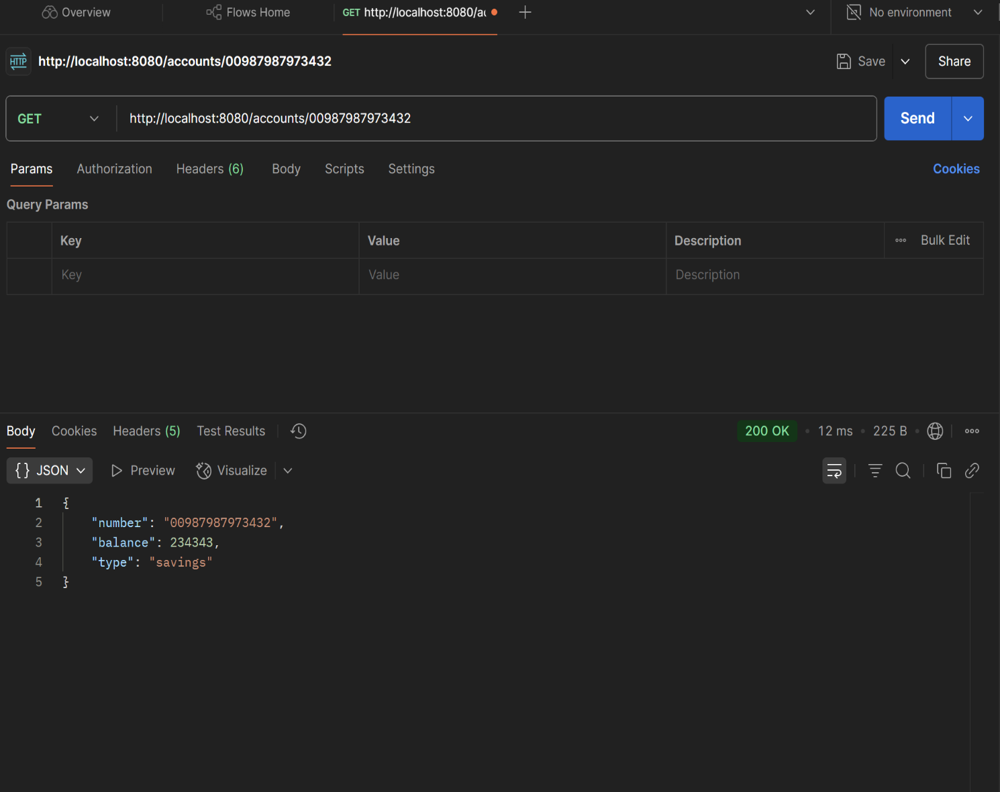 Overview
Flows Home
GET http://localhost:8080/a
No environment
HTTP
http://localhost:8080/accounts/00987987973432
Save
Share
GET
http://localhost:8080/accounts/00987987973432
Send
Params
Authorization
Headers (6)
Body
Scripts
Settings
Cookies
Query Params
Key
Value
Description
Bulk Edit
Key
Value
Description
Body
Cookies
Headers (5)
Test Results
200 OK
12 ms
225 B
{} JSON
Preview
Visualize
1 {
2 "number": "00987987973432",
3 "balance": 234343,
4 "type": "savings"
5 }